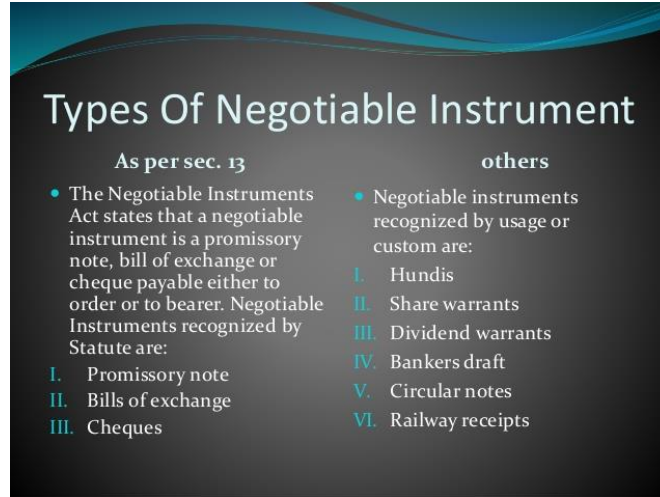 Types Of Negotiable Instrument
As per sec. 13
• The Negotiable Instruments
Act states that a negotiable
instrument is a promissory
note, bill of exchange or
cheque payable either to
order or to bearer. Negotiable
Instruments recognized by
Statute are:
I. Promissory note
II. Bills of exchange
III. Cheques
others
• Negotiable instruments
recognized by usage or
custom are:
I. Hundis
II. Share warrants
III. Dividend warrants
IV. Bankers draft
V. Circular notes
VI. Railway receipts